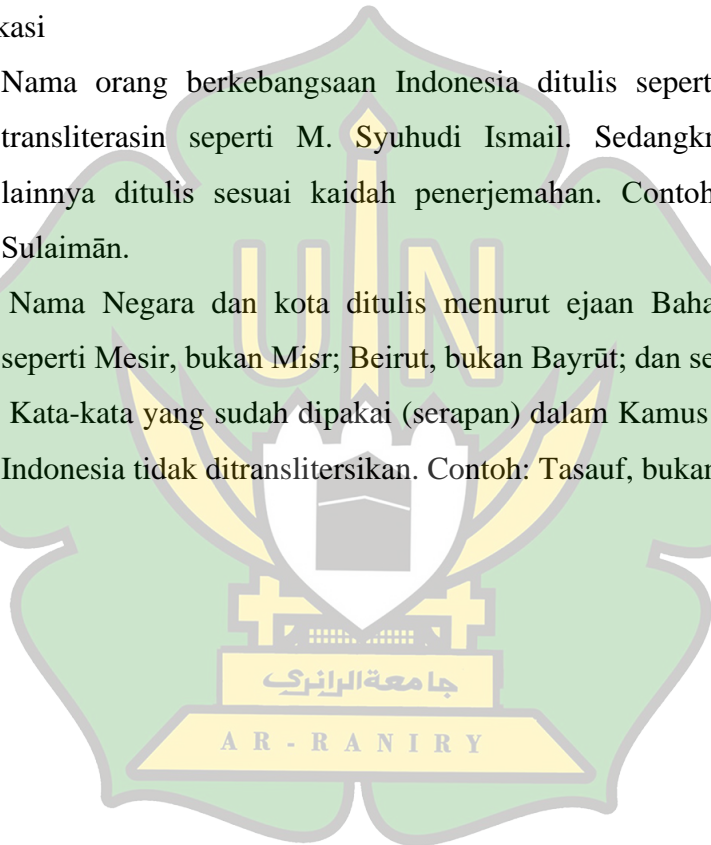 kasi
Nama orang berkebangsaan Indonesia ditulis sepert
transliterasin seperti M. Syuhudi Ismail. Sedangkn
lainnya ditulis sesuai kaidah penerjemahan. Contoh
Sulaimān.
Nama Negara dan kota ditulis menurut ejaan Baha
seperti Mesir, bukan Misr; Beirut, bukan Bayrūt; dan se
Kata-kata yang sudah dipakai (serapan) dalam Kamus
Indonesia tidak ditranslitersikan. Contoh: Tasauf, bukan
UIN
جامعة الرانري
AR-RANIRY